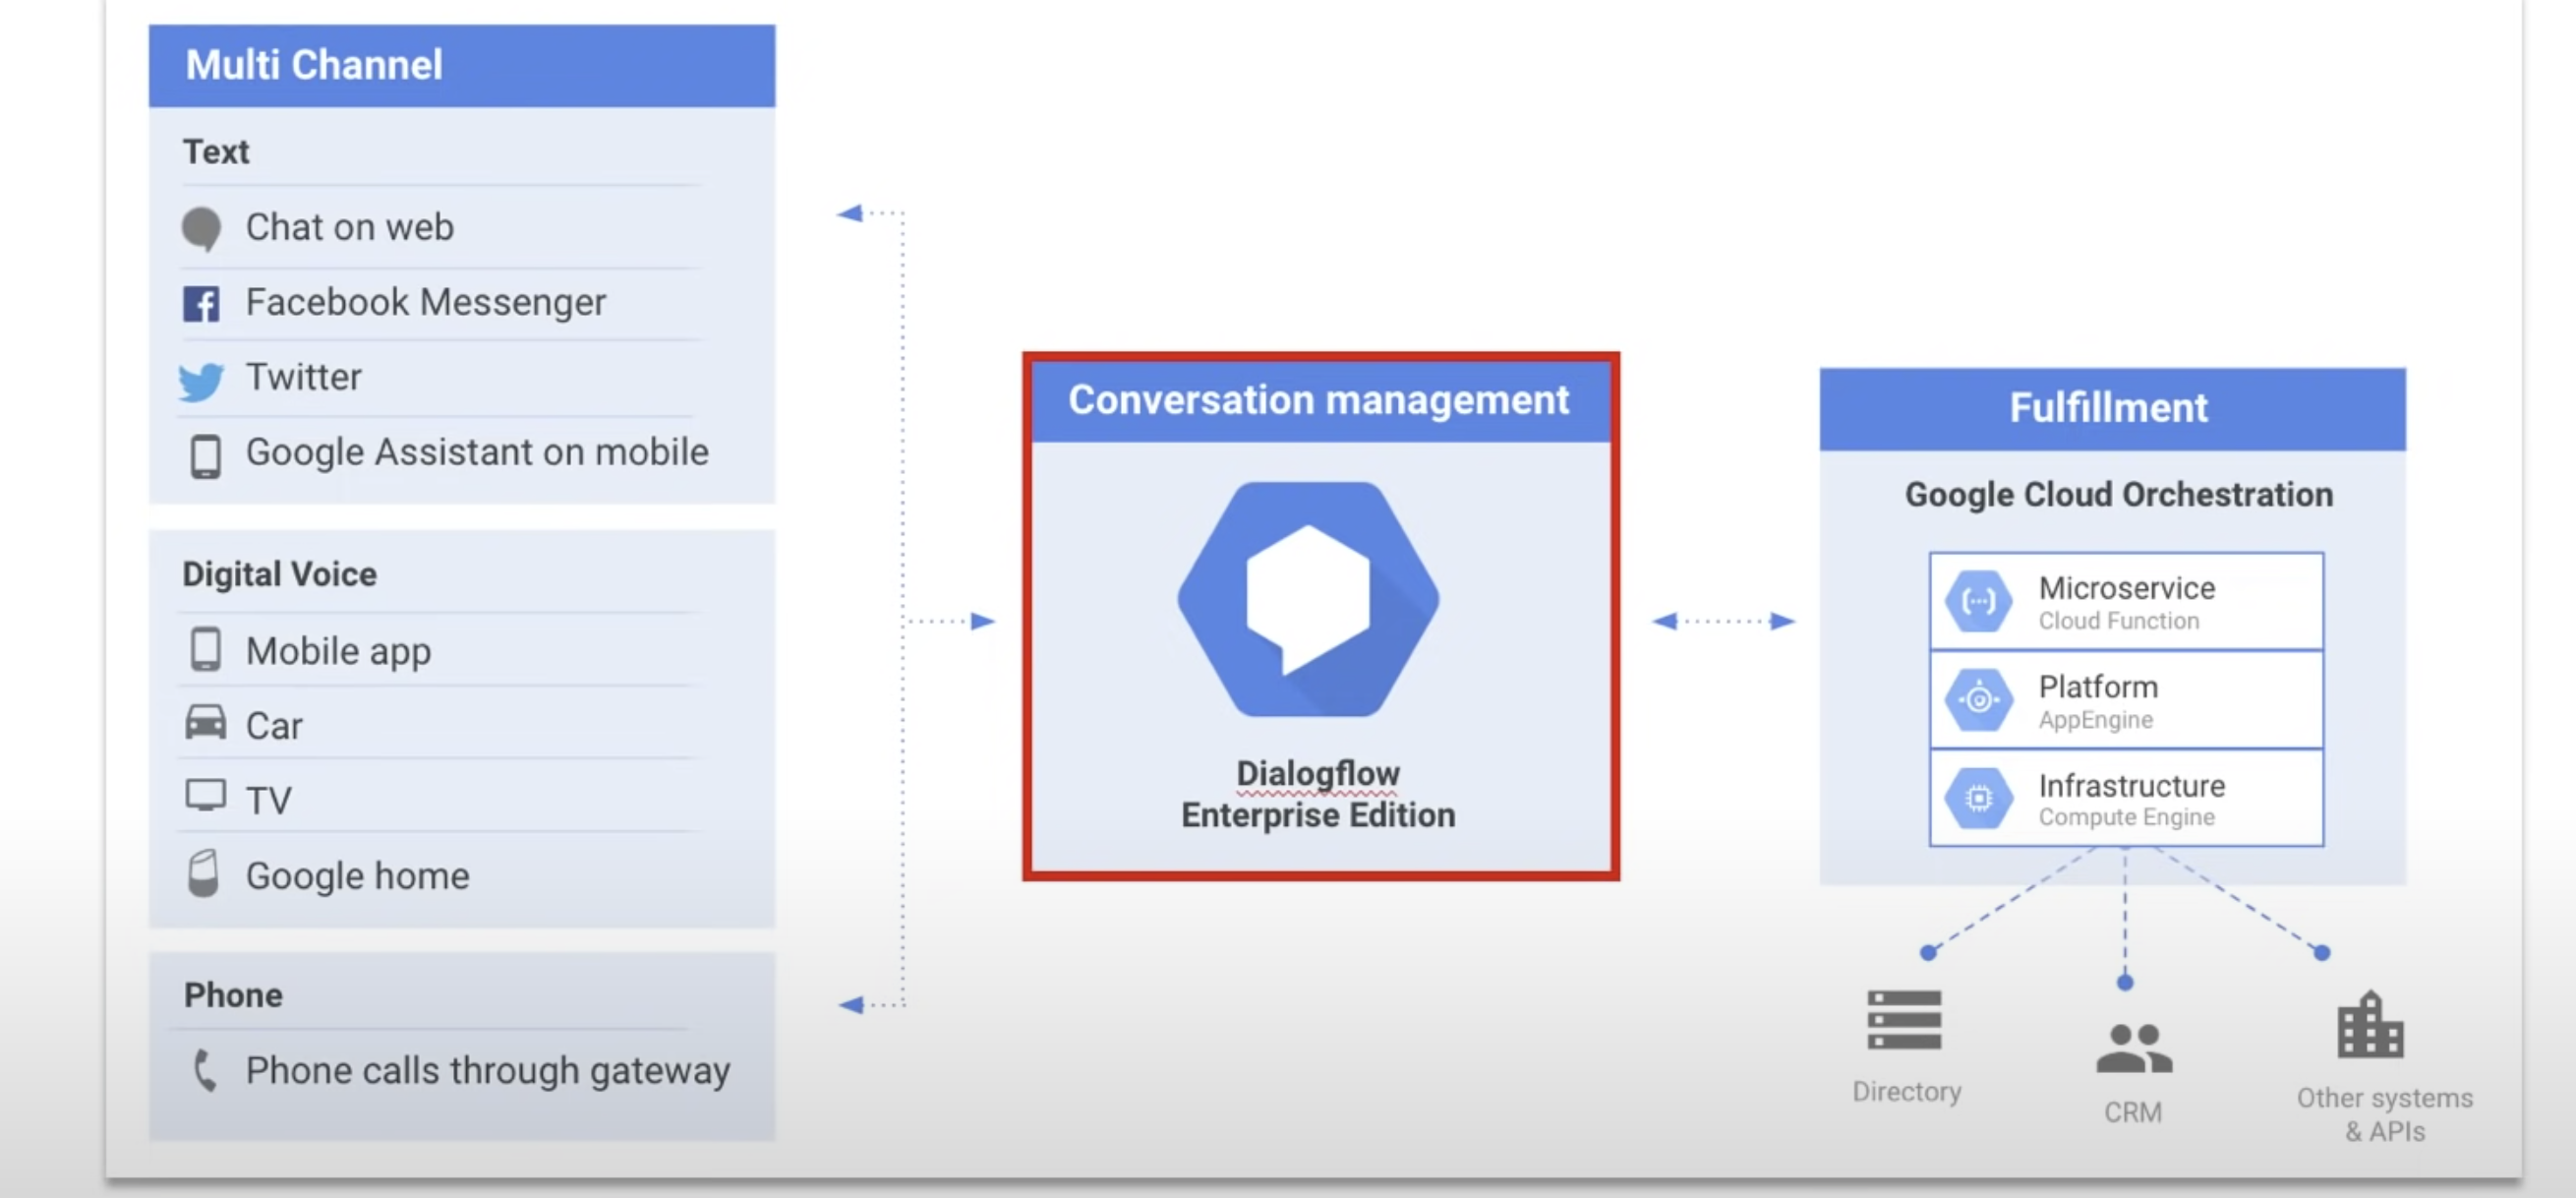 Multi Channel
Text
Chat on web
Facebook Messenger
Twitter
Google Assistant on mobile
Digital Voice
Mobile app
Car
TV
Google home
Phone
Phone calls through gateway
Conversation management
Dialogflow
Enterprise Edition
Fulfillment
Google Cloud Orchestration
Microservice
Cloud Function
Platform
AppEngine
Infrastructure
Compute Engine
Directory
CRM
Other systems
& APIs